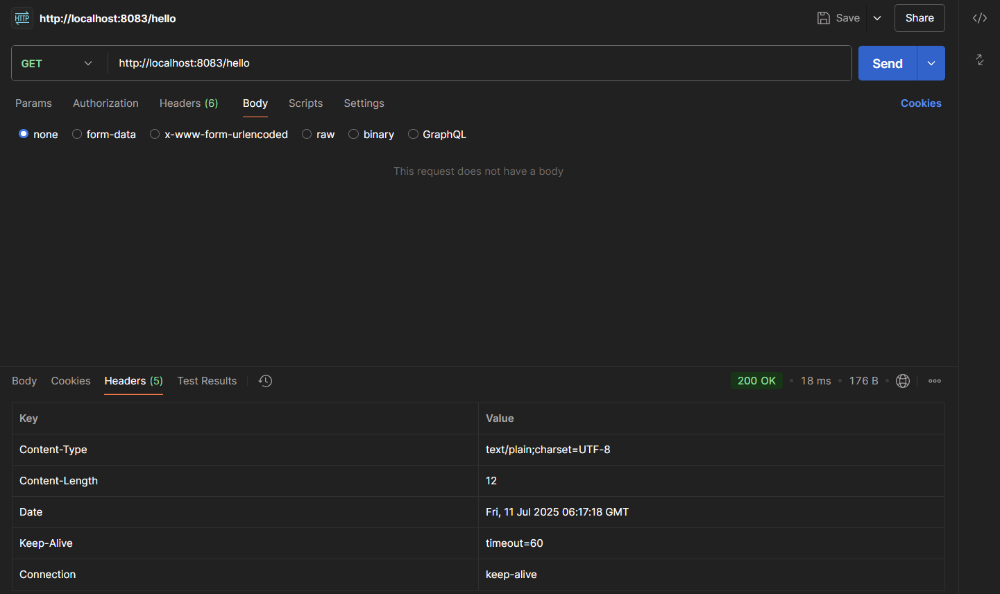 HTTP http://localhost:8083/hello Save Share
GET http://localhost:8083/hello Send
Params Authorization Headers (6) Body Scripts Settings Cookies
none form-data x-www-form-urlencoded raw binary GraphQL
This request does not have a body
Body Cookies Headers (5) Test Results 200 OK • 18 ms • 176 B •
Key Value
Content-Type text/plain;charset=UTF-8
Content-Length 12
Date Fri, 11 Jul 2025 06:17:18 GMT
Keep-Alive timeout=60
Connection keep-alive